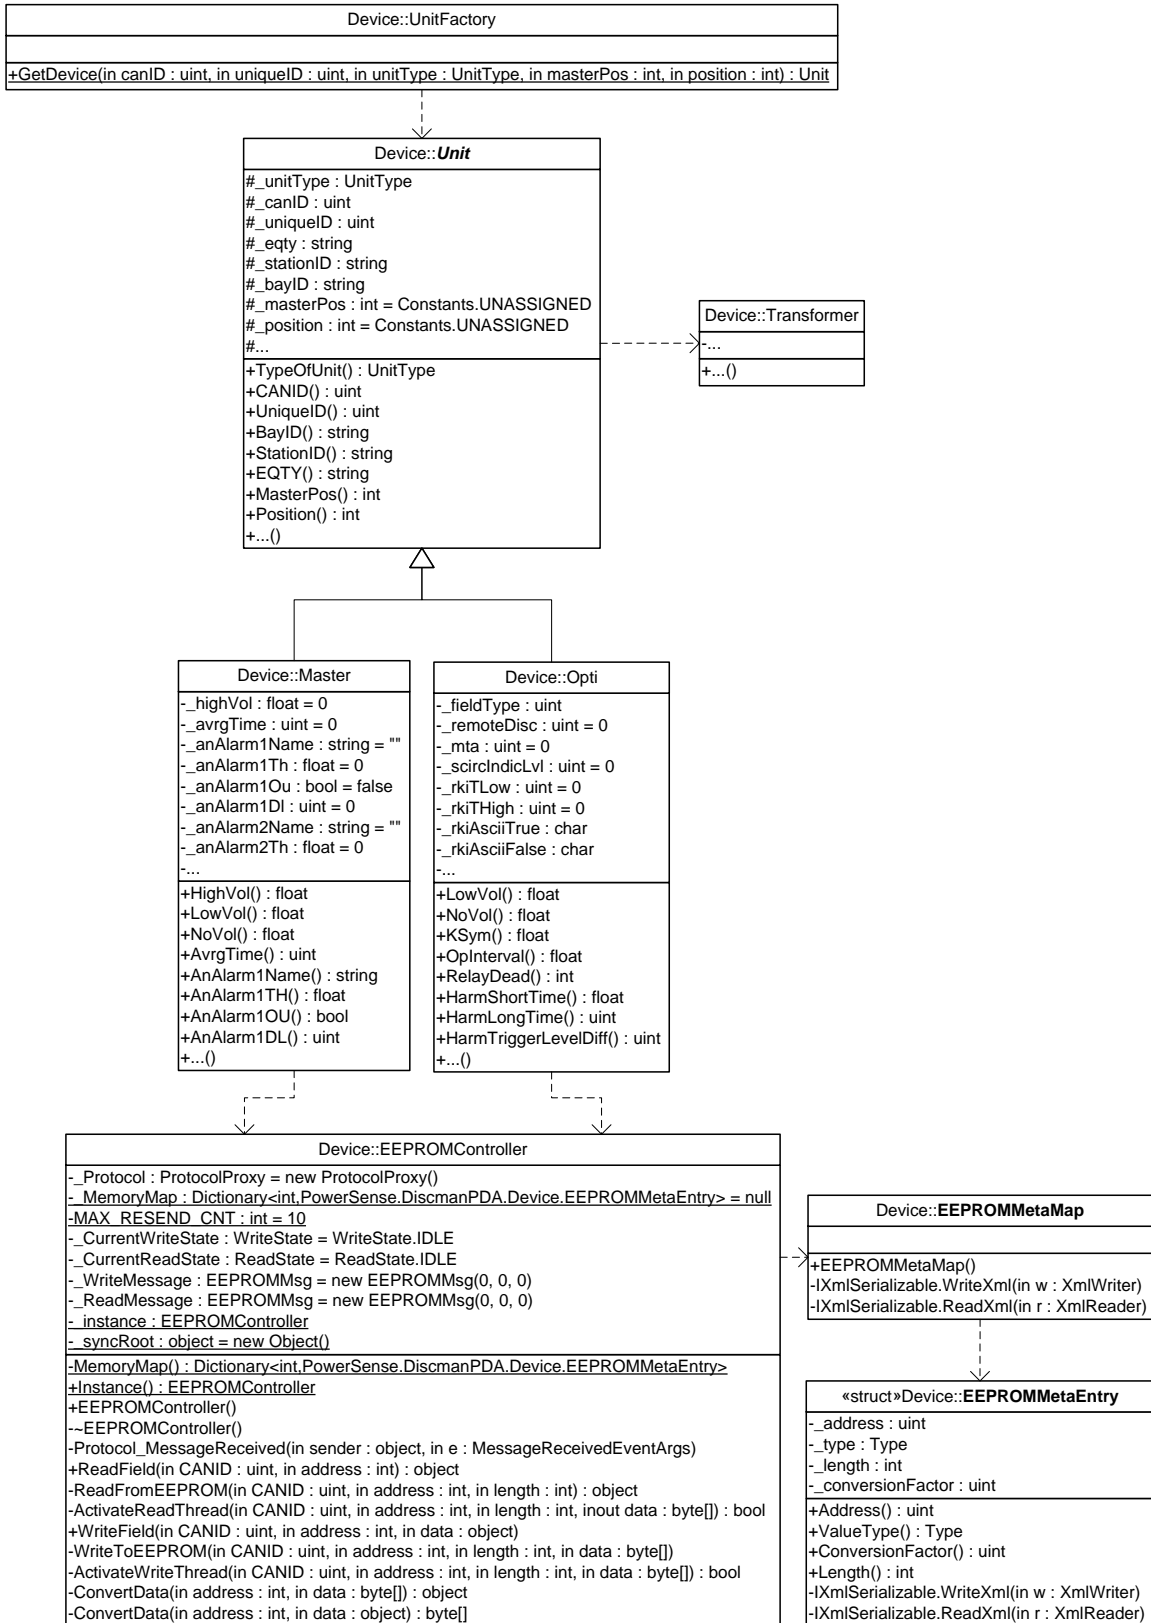 Device::UnitFactory
+GetDevice(in canID : uint, in uniqueID : uint, in unitType : UnitType, in masterPos : int, in position : int) : Unit
Device::Unit
#_unitType : UnitType
#_canID : uint
#_uniqueID : uint
#_eqty : string
#_stationID : string
#_bayID : string
#_masterPos : int = Constants.UNASSIGNED
#_position : int = Constants.UNASSIGNED
#...
+TypeOfUnit() : UnitType
+CANID() : uint
+UniqueID() : uint
+BayID() : string
+StationID() : string
+EQTY() : string
+MasterPos() : int
+Position() : int
+...()
Device::Transformer
-...
+...()
Device::Master
-_highVol : float = 0
-_avrgTime : uint = 0
-_anAlarm1Name : string = ""
-_anAlarm1Th : float = 0
-_anAlarm1Ou : bool = false
-_anAlarm1Dl : uint = 0
-_anAlarm2Name : string = ""
-_anAlarm2Th : float = 0
-...
+HighVol() : float
+LowVol() : float
+NoVol() : float
+AvrgTime() : uint
+AnAlarm1Name() : string
+AnAlarm1TH() : float
+AnAlarm1OU() : bool
+AnAlarm1DL() : uint
+...()
Device::Opti
-_fieldType : uint
-_remoteDisc : uint = 0
-_mta : uint = 0
-_scircIndicLvl : uint = 0
-_rkiTLow : uint = 0
-_rkiTHigh : uint = 0
-_rkiAsciiTrue : char
-_rkiAsciiFalse : char
-...
+LowVol() : float
+NoVol() : float
+KSym() : float
+OpInterval() : float
+RelayDead() : int
+HarmShortTime() : float
+HarmLongTime() : uint
+HarmTriggerLevelDiff() : uint
+...()
Device::EEPROMController
-_Protocol : ProtocolProxy = new ProtocolProxy()
-_MemoryMap : Dictionary<int,PowerSense.DiscmanPDA.Device.EEPROMMetaEntry> = null
-MAX_RESEND_CNT : int = 10
-_CurrentWriteState : WriteState = WriteState.IDLE
-_CurrentReadState : ReadState = ReadState.IDLE
-_WriteMessage : EEPROMMsg = new EEPROMMsg(0, 0, 0)
-_ReadMessage : EEPROMMsg = new EEPROMMsg(0, 0, 0)
-_instance : EEPROMController
-_syncRoot : object = new Object()
-MemoryMap() : Dictionary<int,PowerSense.DiscmanPDA.Device.EEPROMMetaEntry>
+Instance() : EEPROMController
+EEPROMController()
-~EEPROMController()
-Protocol_MessageReceived(in sender : object, in e : MessageReceivedEventArgs)
+ReadField(in CANID : uint, in address : int) : object
-ReadFromEEPROM(in CANID : uint, in address : int, in length : int) : object
-ActivateReadThread(in CANID : uint, in address : int, in length : int, inout data : byte[]) : bool
+WriteField(in CANID : uint, in address : int, in data : object)
-WriteToEEPROM(in CANID : uint, in address : int, in length : int, in data : byte[])
-ActivateWriteThread(in CANID : uint, in address : int, in length : int, in data : byte[]) : bool
-ConvertData(in address : int, in data : byte[]) : object
-ConvertData(in address : int, in data : object) : byte[]
Device::EEPROMMetaMap
+EEPROMMetaMap()
-IXmlSerializable.WriteXml(in w : XmlWriter)
-IXmlSerializable.ReadXml(in r : XmlReader)
«struct»Device::EEPROMMetaEntry
-_address : uint
-_type : Type
-_length : int
-_conversionFactor : uint
+Address() : uint
+ValueType() : Type
+ConversionFactor() : uint
+Length() : int
-IXmlSerializable.WriteXml(in w : XmlWriter)
-IXmlSerializable.ReadXml(in r : XmlReader)